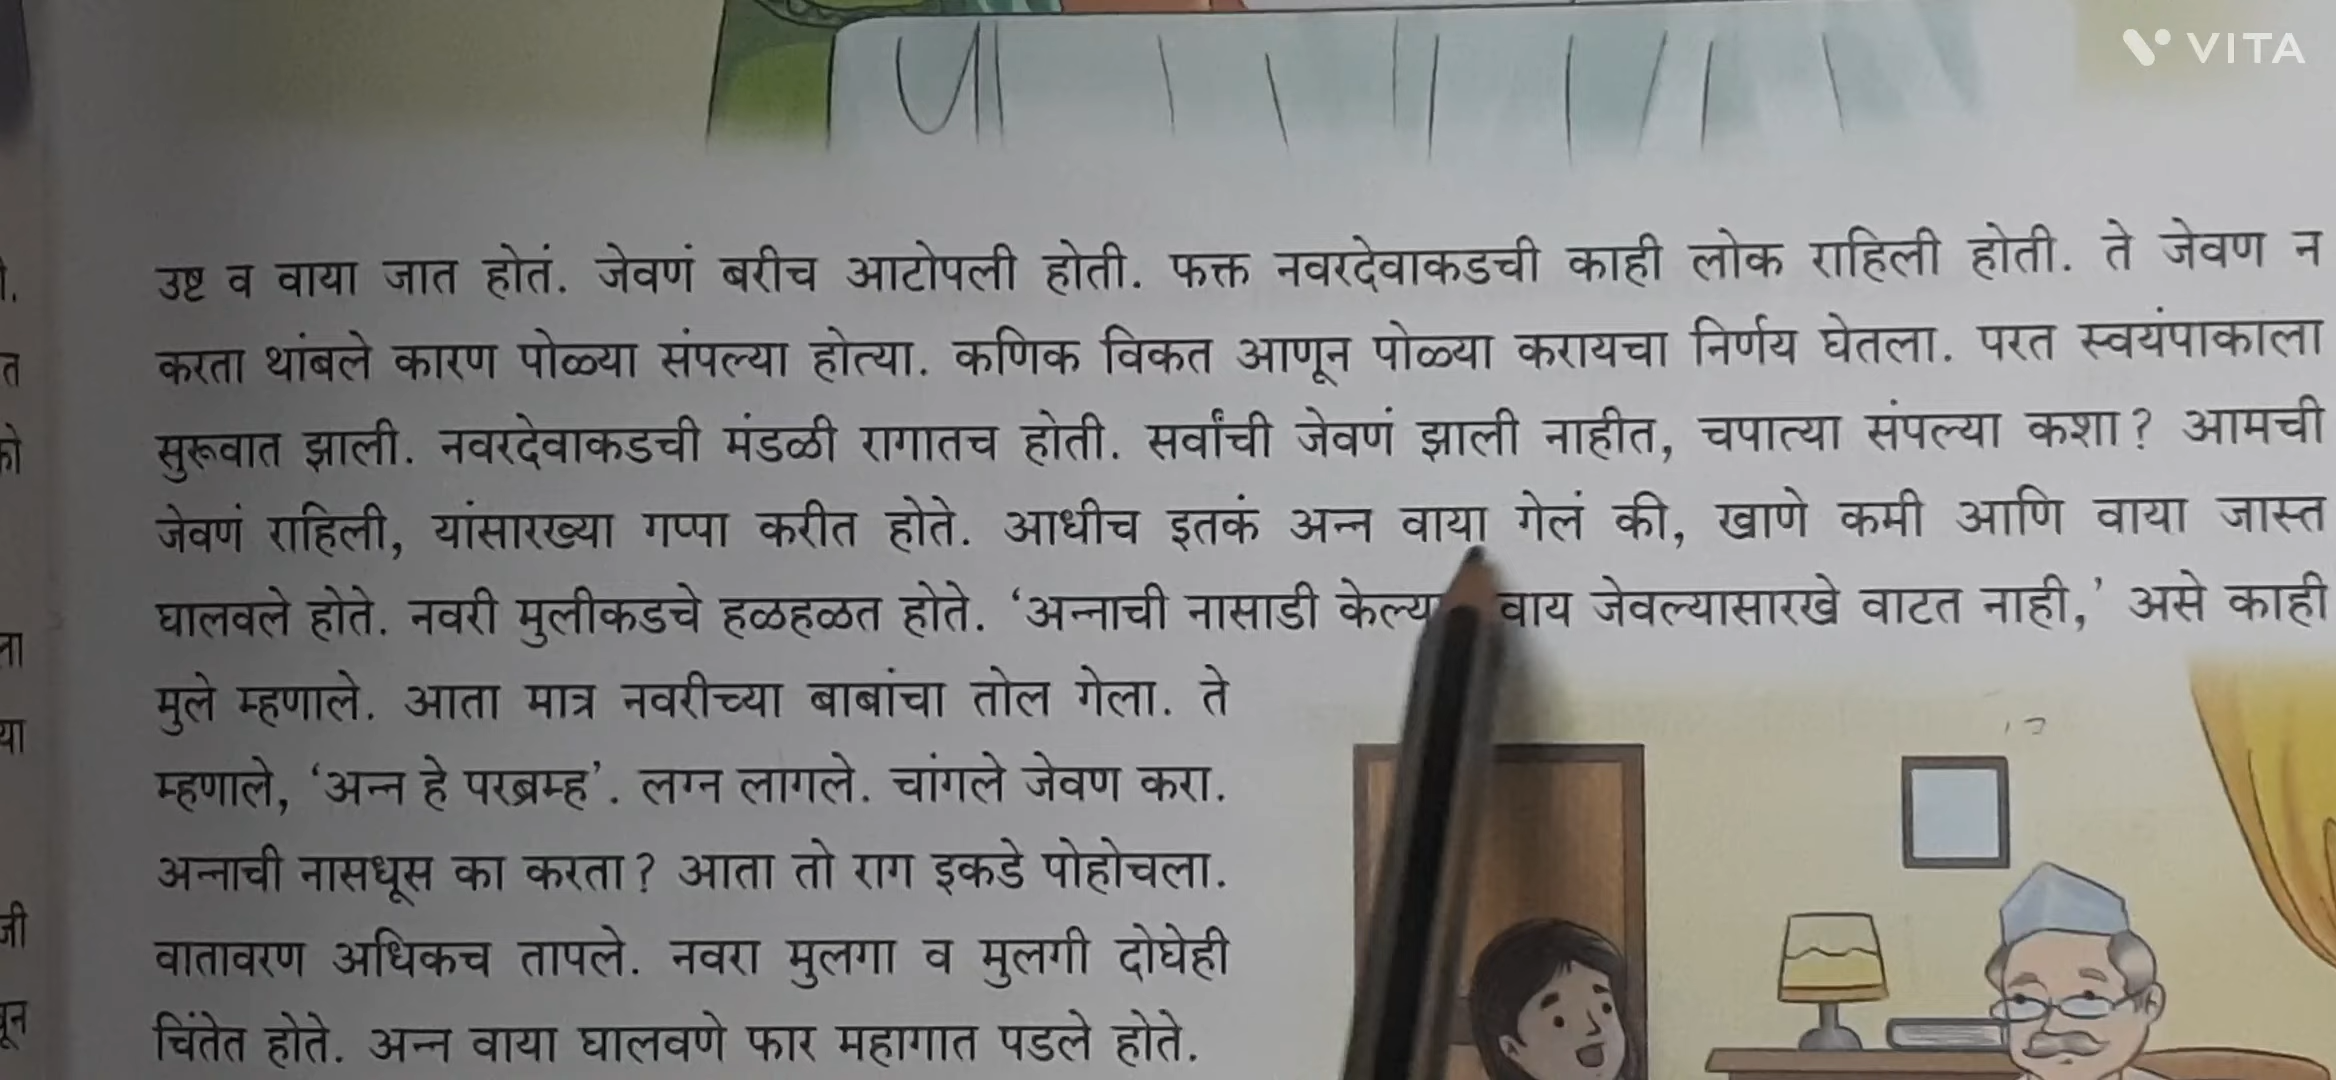 VITA
उष्ट व वाया जात होतं. जेवणं बरीच आटोपली होती. फक्त नवरदेवाकडची काही लोक राहिली होती. ते जेवण न
करता थांबले कारण पोळ्या संपल्या होत्या. कणिक विकत आणून पोळ्या करायचा निर्णय घेतला. परत स्वयंपाकाला
सुरूवात झाली. नवरदेवाकडची मंडळी रागातच होती. सर्वांची जेवणं झाली नाहीत, चपात्या संपल्या कशा? आमची
जेवणं राहिली, यांसारख्या गप्पा करीत होते. आधीच इतकं अन्न वाया गेलं की, खाणे कमी आणि वाया जास्त
घालवले होते. नवरी मुलीकडचे हळहळत होते. ‘अन्नाची नासाडी जेवल्यासारखे वाटत नाही,’ असे काही
मुले म्हणाले. आता मात्र नवरीच्या बाबांचा तोल गेला. ते
म्हणाले, ‘अन्न हे परब्रम्ह’. लग्न लागले. चांगले जेवण करा.
अन्नाची नासधूस का करता? आता तो राग इकडे पोहोचला.
वातावरण अधिकच तापले. नवरा मुलगा व मुलगी दोघेही
चिंतेत होते. अन्न वाया घालवणे फार महागात पडले होते.